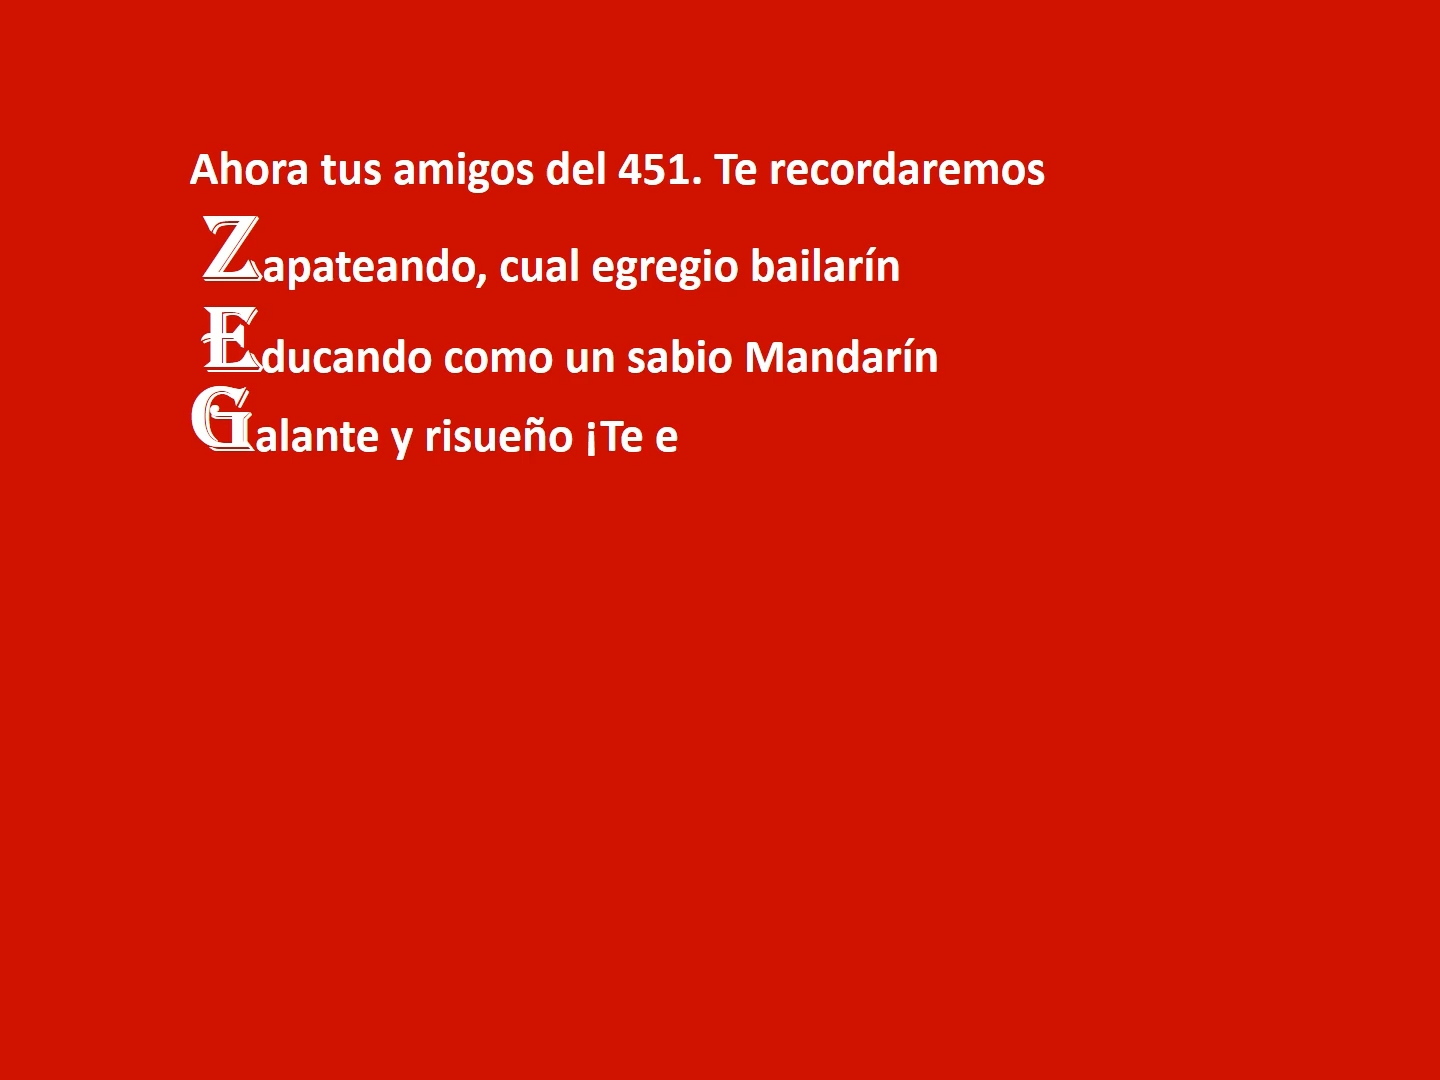 Ahora tus amigos del 451. Te recordaremos
Zapateando, cual egregio bailarín
Educando como un sabio Mandarín
Galante y risueño ¡Te e